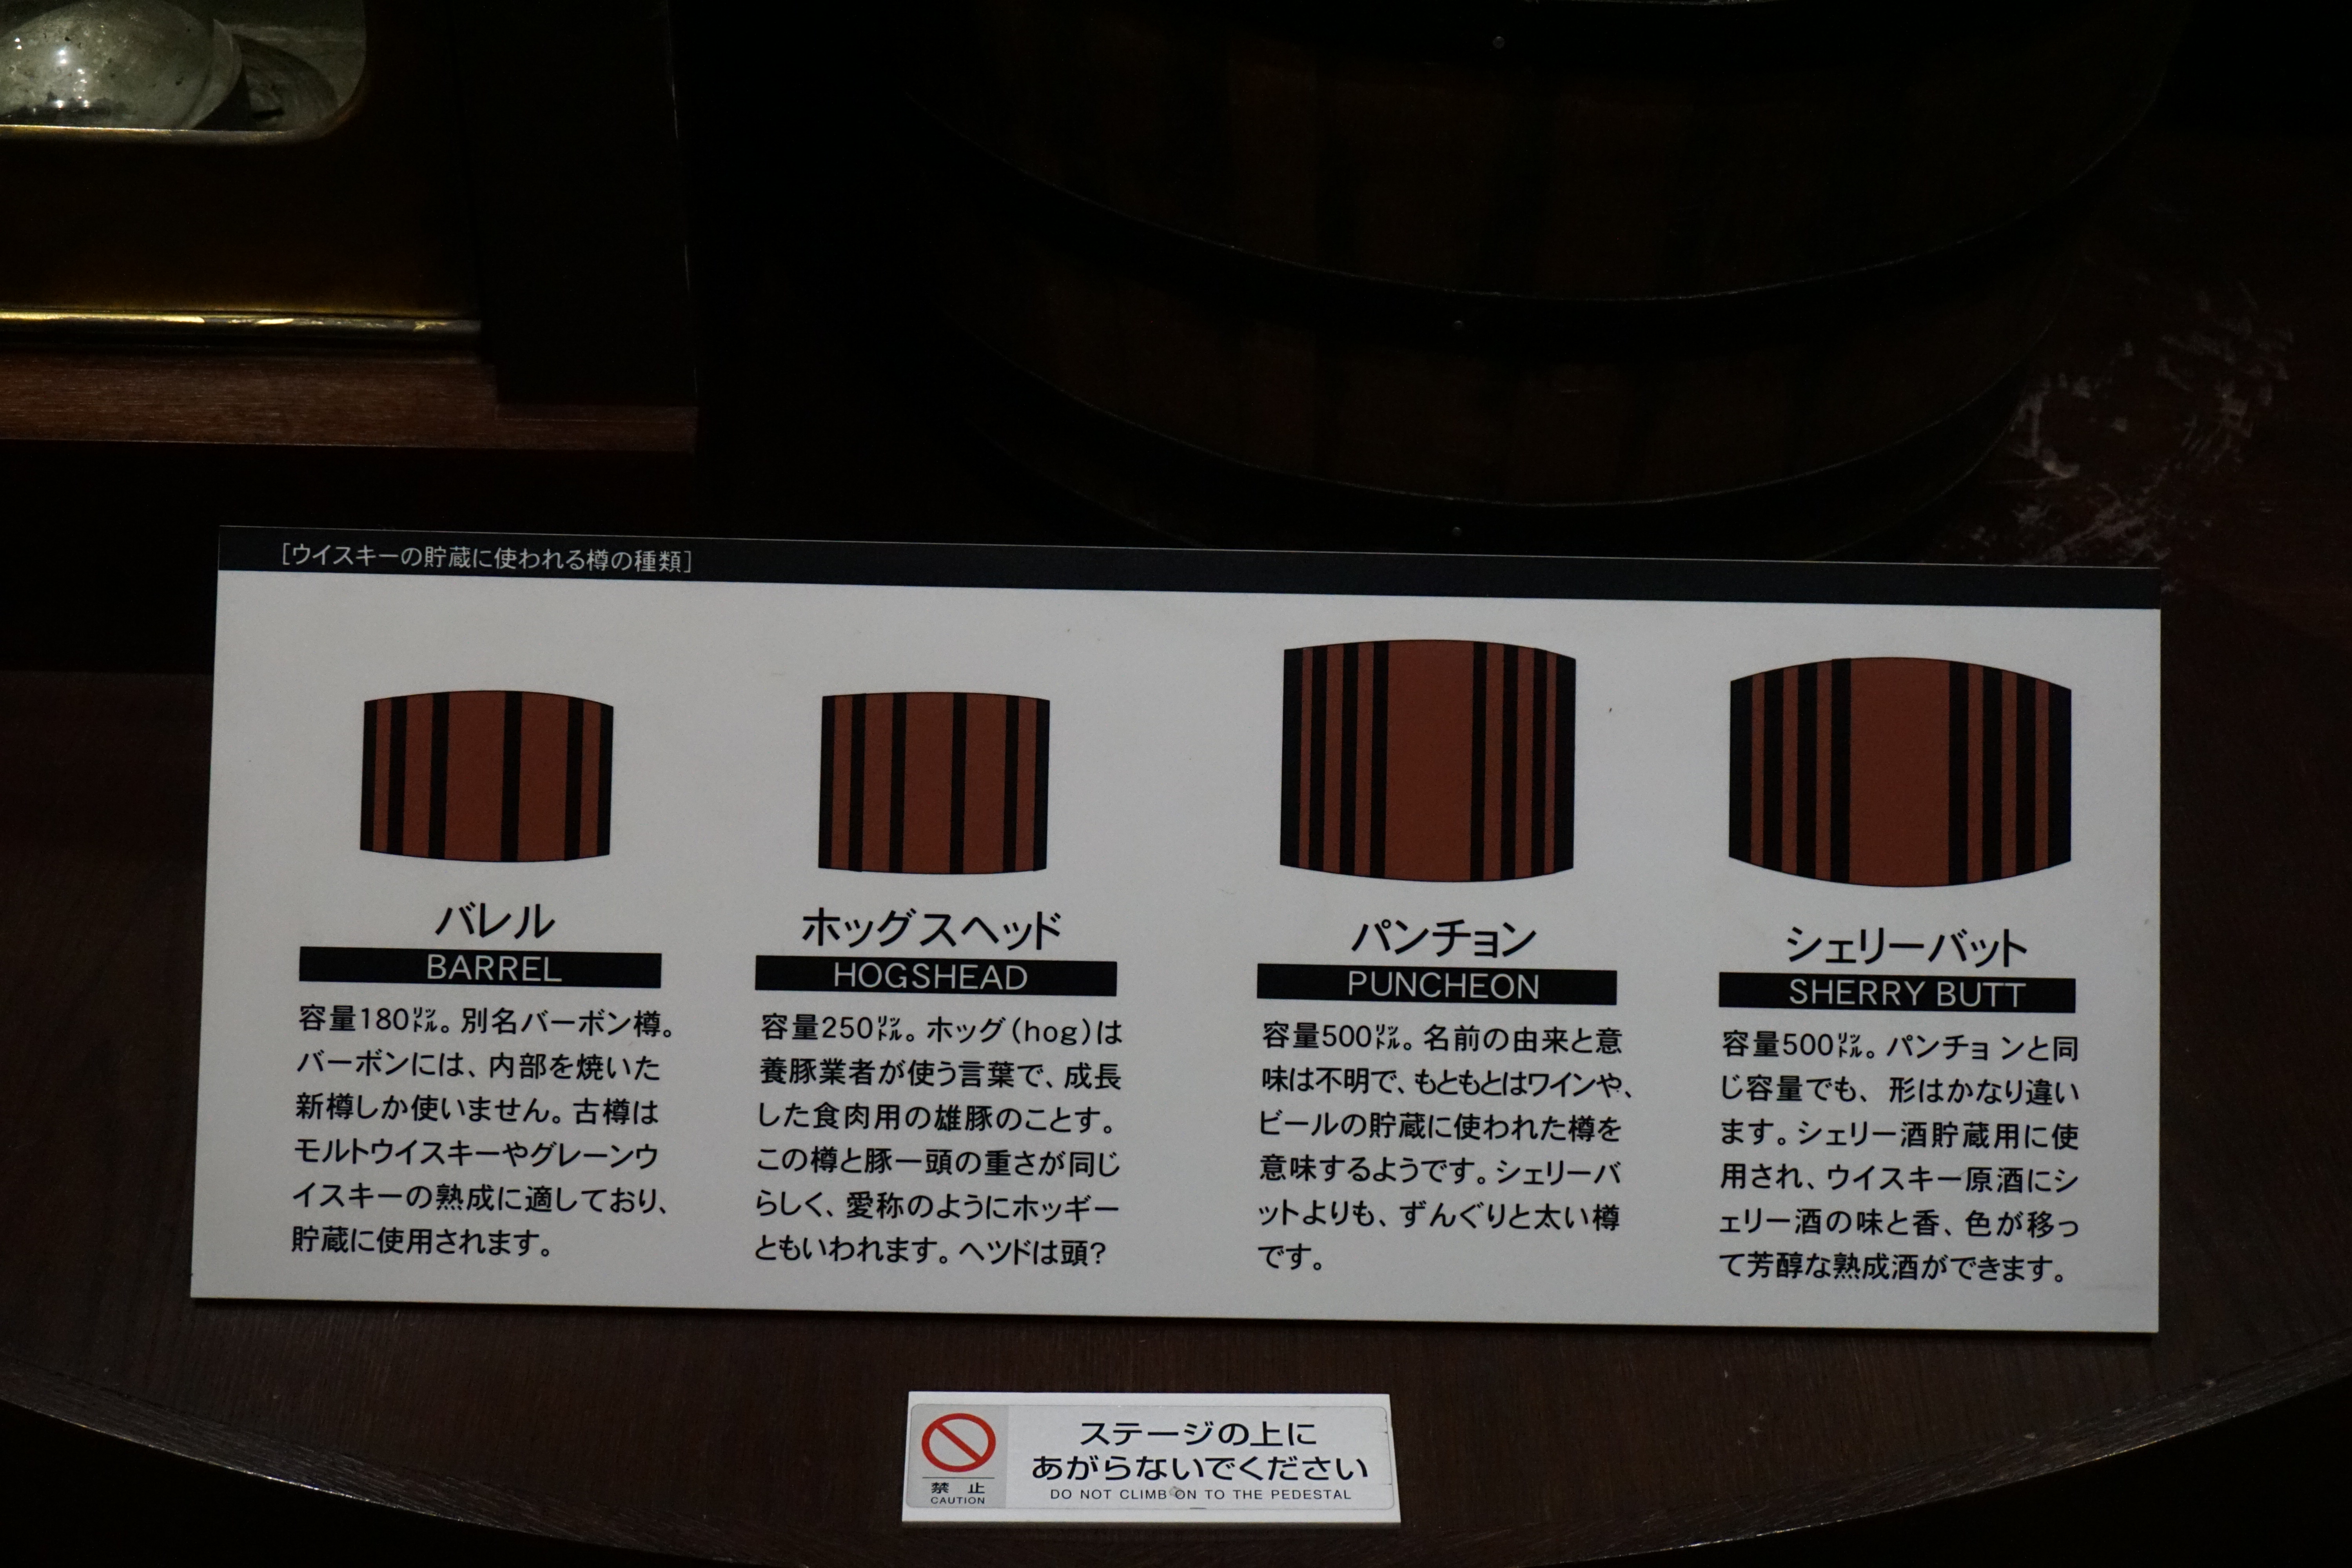 [ウイスキーの貯蔵に使われる樽の種類]
バレル
BARREL
容量180㍑。別名バーボン樽。
バーボンには、内部を焼いた
新樽しか使いません。古樽は
モルトウイスキーやグレーンウ
イスキーの熟成に適しており、
貯蔵に使用されます。
ホッグスヘッド
HOGSHEAD
容量250㍑。ホッグ(hog)は
養豚業者が使う言葉で、成長
した食肉用の雄豚のことす。
この樽と豚一頭の重さが同じ
らしく、愛称のようにホッギー
ともいわれます。ヘツドは頭?
パンチョン
PUNCHEON
容量500㍑。名前の由来と意
味は不明で、もともとはワインや、
ビールの貯蔵に使われた樽を
意味するようです。シェリーバ
ットよりも、ずんぐりと太い樽
です。
シェリーバット
SHERRY BUTT
容量500㍑。パンチョンと同
じ容量でも、形はかなり違い
ます。シェリー酒貯蔵用に使
用され、ウイスキー原酒にシ
ェリー酒の味と香、色が移っ
て芳醇な熟成酒ができます。
禁止
CAUTION
ステージの上に
あがらないでください
DO NOT CLIMB ON TO THE PEDESTAL